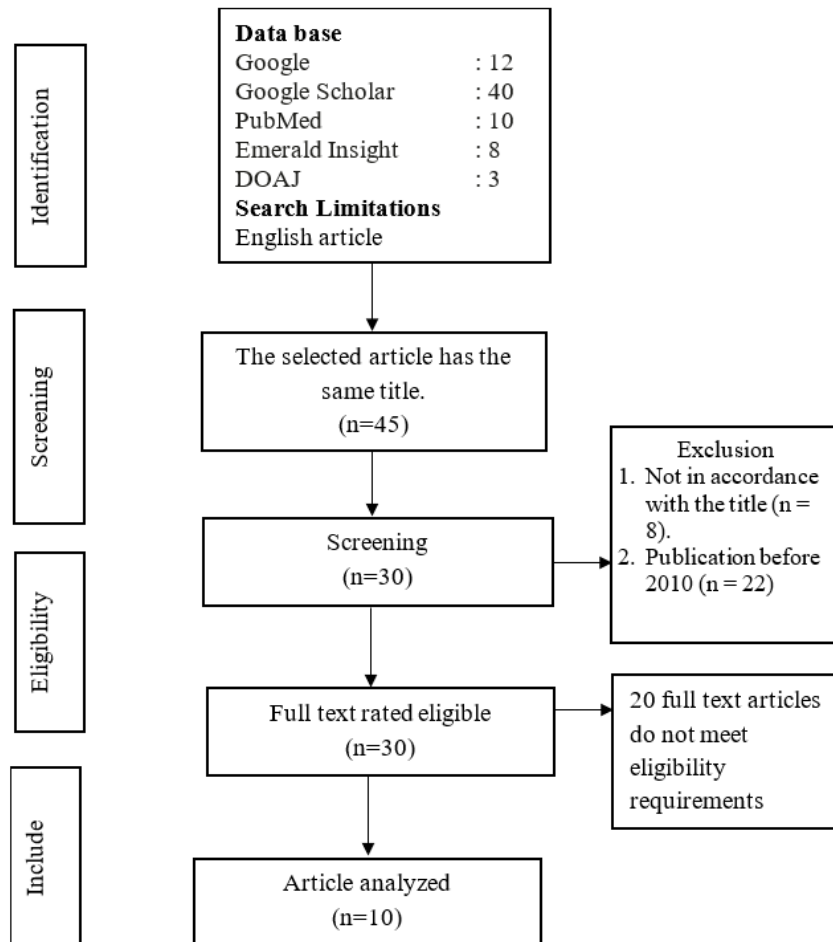 Identification
Data base
Google : 12
Google Scholar : 40
PubMed : 10
Emerald Insight : 8
DOAJ : 3
Search Limitations
English article
Screening
The selected article has the
same title.
(n=45)
Exclusion
1. Not in accordance
with the title (n =
8).
2. Publication before
2010 (n = 22)
Screening
(n=30)
Eligibility
Full text rated eligible
(n=30)
20 full text articles
do not meet
eligibility
requirements
Include
Article analyzed
(n=10)